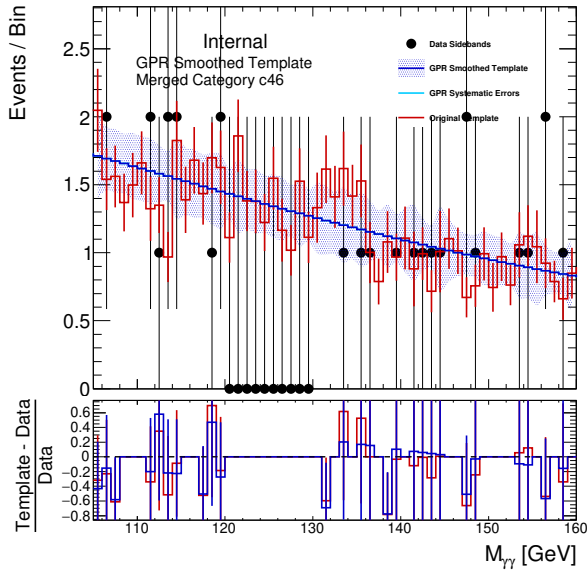 Events / Bin
2.5
2
1.5
1
0.5
0
Internal
GPR Smoothed Template
Merged Category c46
Data Sidebands
GPR Smoothed Template
GPR Systematic Errors
Original Template
Template - Data
Data
0.6
0.4
0.2
0
−0.2
−0.4
−0.6
−0.8
110 120 130 140 150 160
Mγγ [GeV]